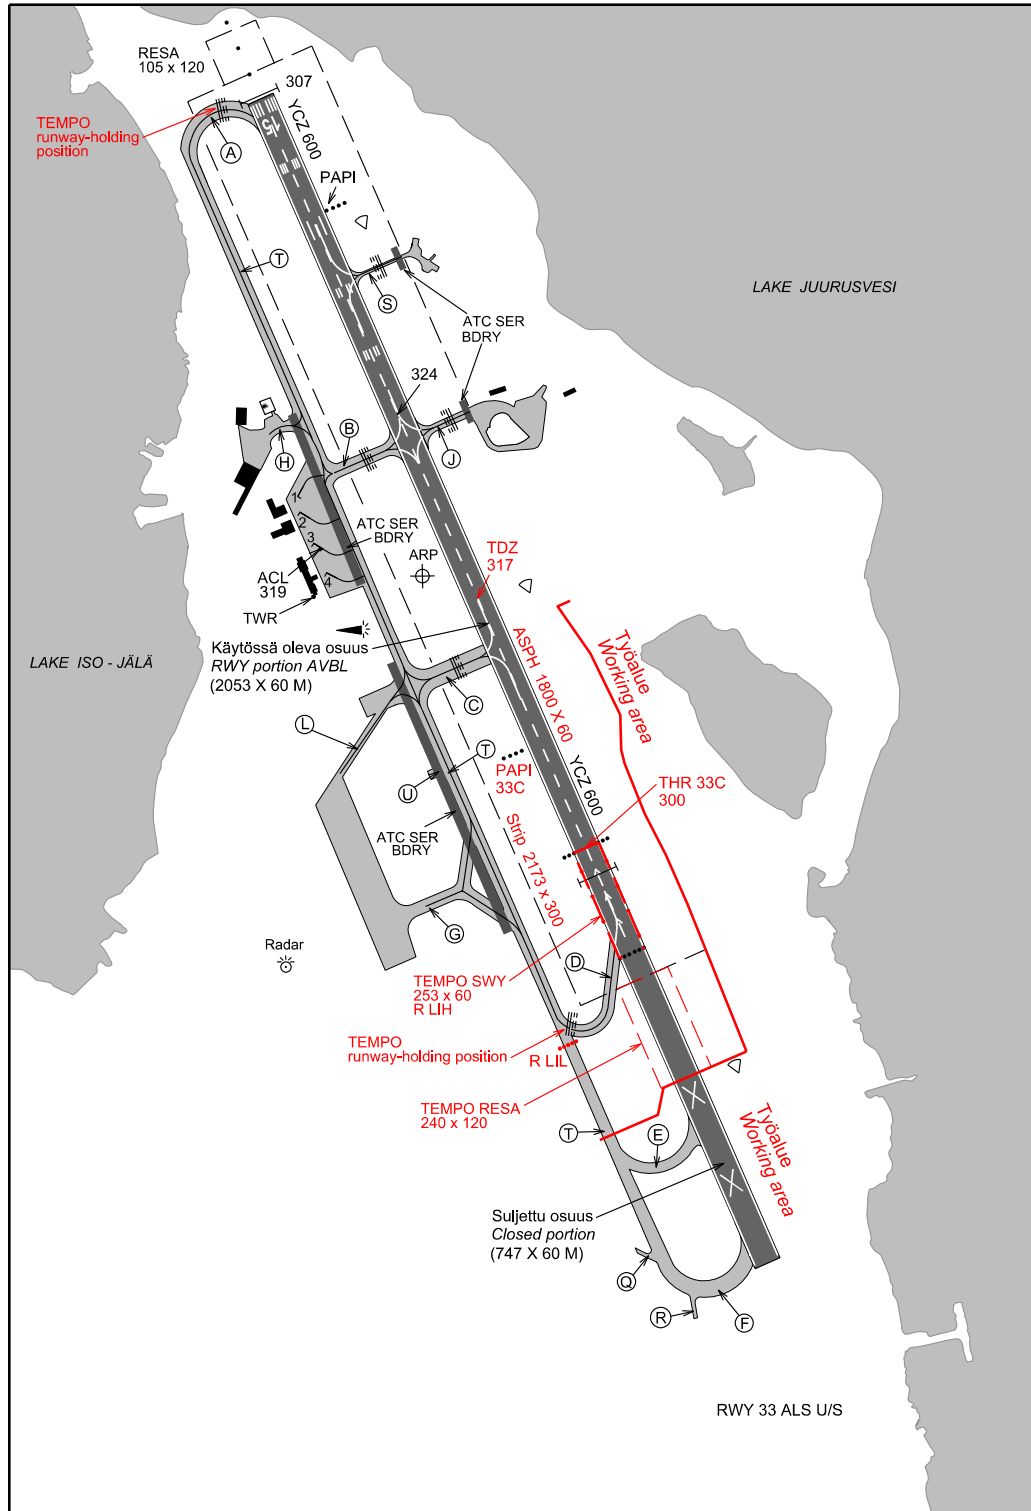 RESA
105 x 120
307
YCZ 600
TEMPO
runway-holding
position
15
A
PAPI
T
S
LAKE JUURUSVESI
ATC SER
BDRY
324
B
J
H
1
2
3
4
ATC SER
BDRY
ARP
TDZ
317
ACL
319
TWR
Käytössä oleva osuus
RWY portion AVBL
(2053 X 60 M)
LAKE ISO - JÄLÄ
ASPH 1800 X 60
Työalue
Working area
C
L
T
U
PAPI
33C
YCZ 600
THR 33C
300
ATC SER
BDRY
Strip 2173 x 300
G
Radar
D
TEMPO SWY
253 x 60
R LIH
TEMPO
runway-holding position
R LIL
TEMPO RESA
240 x 120
T
E
Työalue
Working area
Suljettu osuus
Closed portion
(747 X 60 M)
Q
R
F
RWY 33 ALS U/S